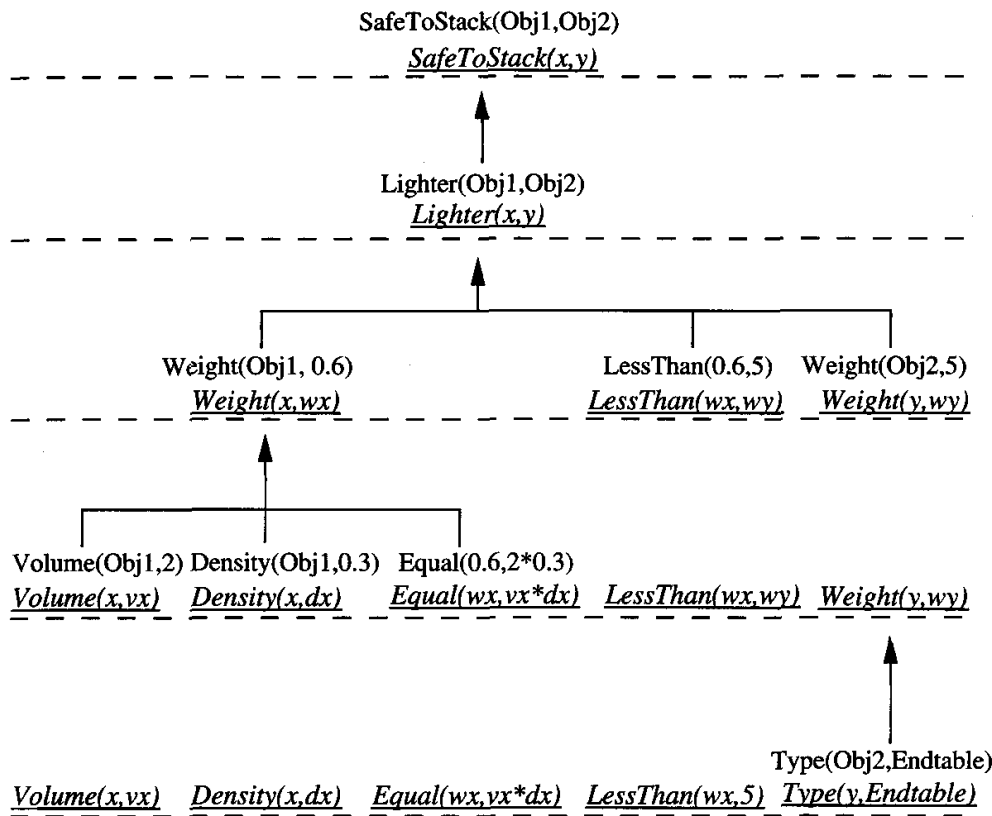 SafeToStack(Obj1,Obj2)
SafeToStack(x,y)
Lighter(Obj1,Obj2)
Lighter(x,y)
Weight(Obj1, 0.6) LessThan(0.6,5) Weight(Obj2,5)
Weight(x,wx) LessThan(wx,wy) Weight(y,wy)
Volume(Obj1,2) Density(Obj1,0.3) Equal(0.6,2*0.3)
Volume(x,vx) Density(x,dx) Equal(wx,vx*dx) LessThan(wx,wy) Weight(y,wy)
Type(Obj2,Endtable)
Volume(x,vx) Density(x,dx) Equal(wx,vx*dx) LessThan(wx,5) Type(y,Endtable)